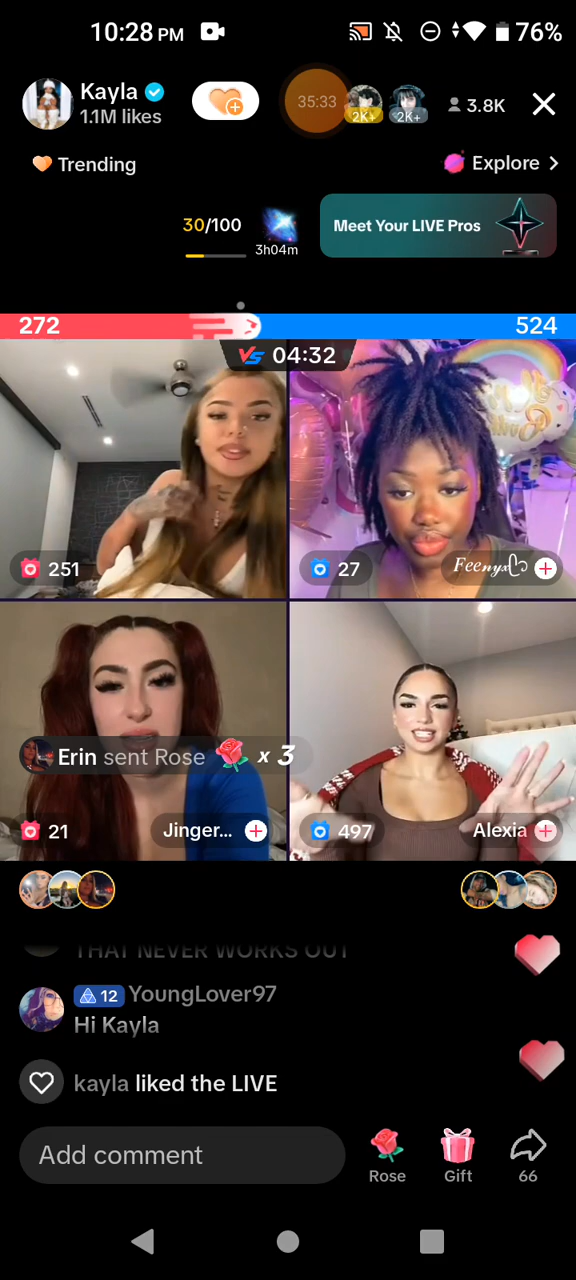 10:28 PM
76%
Kayla
1.1M likes
35:33
2K+
2K+
3.8K
Trending
Explore
30/100
3h04m
Meet Your LIVE Pros
272
524
VS 04:32
251
27
Feenyx
Erin sent Rose x 3
21
Jinger...
497
Alexia
THAT NEVER WORKS OUT
12 YoungLover97
Hi Kayla
kayla liked the LIVE
Add comment
Rose
Gift
66